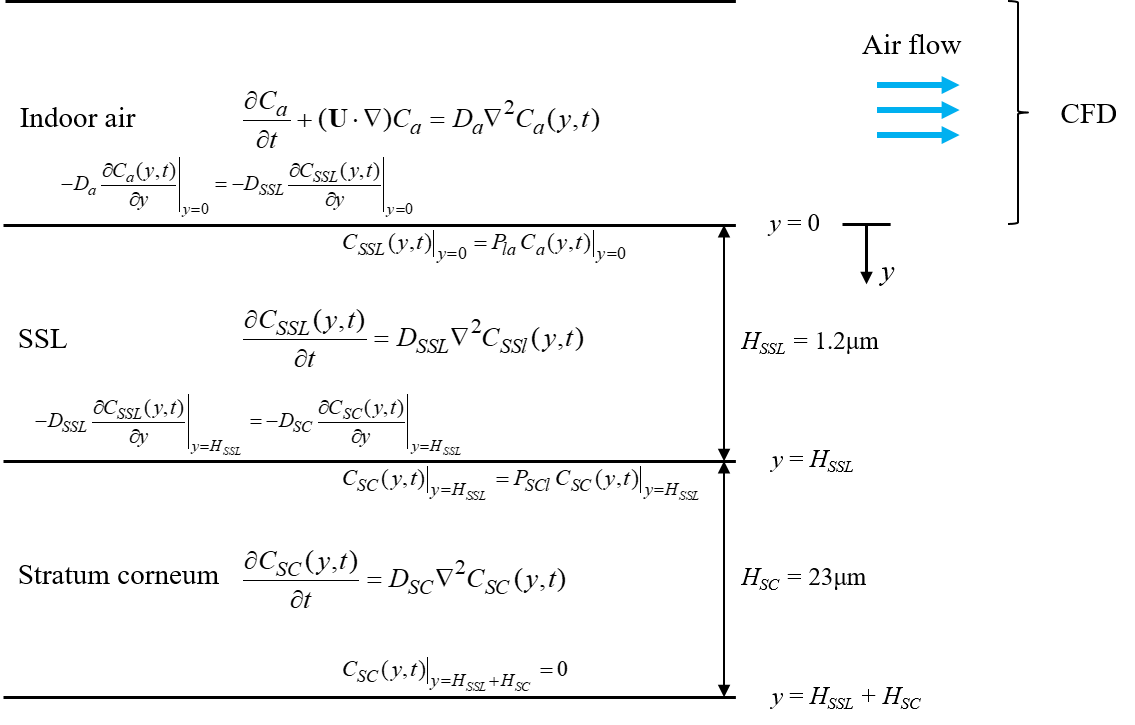 Air flow
Indoor air ∂C_a/∂t + (U·∇)C_a = D_a∇²C_a(y,t)
CFD
−D_a ∂C_a(y,t)/∂y|_{y=0} = −D_SSL ∂C_SSL(y,t)/∂y|_{y=0}
y = 0
C_SSL(y,t)|_{y=0} = P_la C_a(y,t)|_{y=0}
y
SSL ∂C_SSL(y,t)/∂t = D_SSL∇²C_SSl(y,t)
H_SSL = 1.2μm
−D_SSL ∂C_SSL(y,t)/∂y|_{y=H_SSL} = −D_SC ∂C_SC(y,t)/∂y|_{y=H_SSL}
y = H_SSL
C_SC(y,t)|_{y=H_SSL} = P_SCl C_SC(y,t)|_{y=H_SSL}
Stratum corneum ∂C_SC(y,t)/∂t = D_SC∇²C_SC(y,t)
H_SC = 23μm
C_SC(y,t)|_{y=H_SSL+H_SC} = 0
y = H_SSL + H_SC